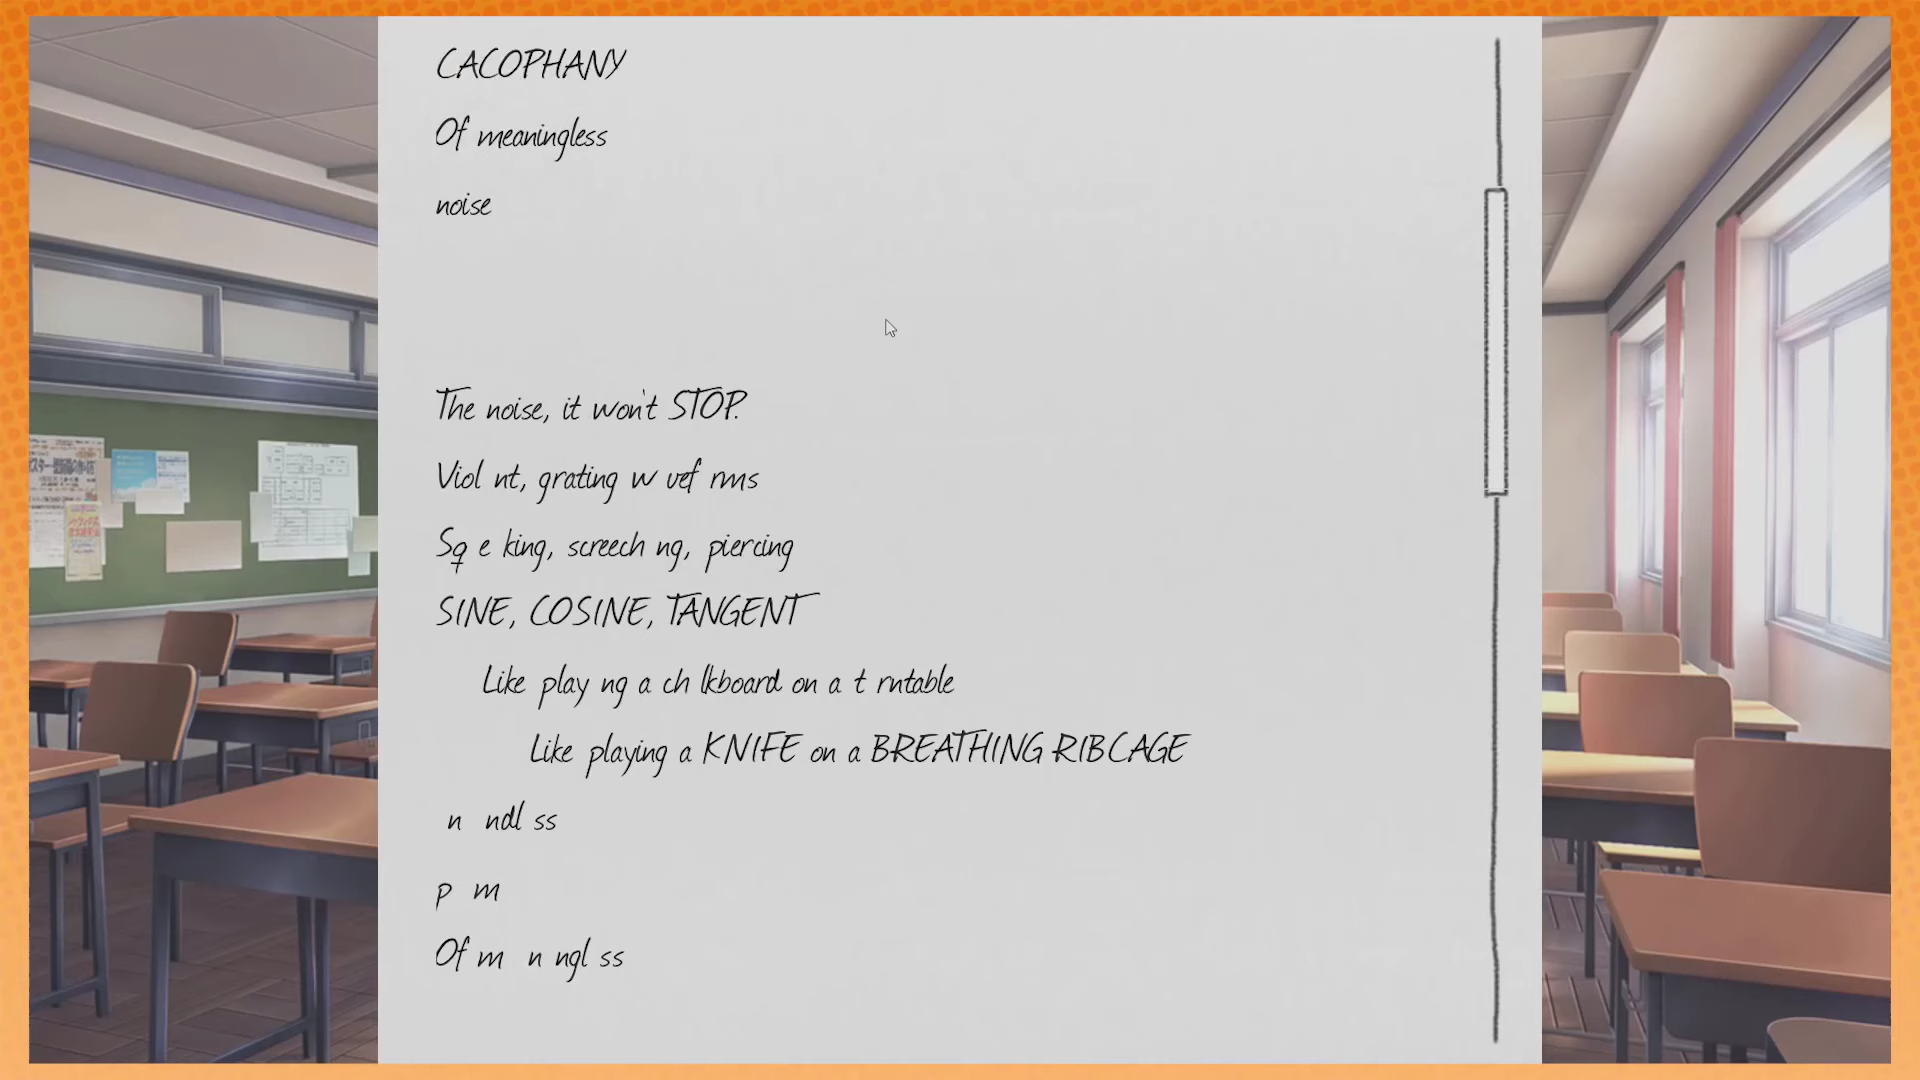 CACOPHANY
Of meaningless
noise
The noise, it won't STOP.
Viol nt, grating w vef rms
Sq e king, screech ng, piercing
SINE, COSINE, TANGENT
Like play ng a ch lkboard on a t rntable
Like playing a KNIFE on a BREATHING RIBCAGE
n ndl ss
p m
Of m n ngl ss